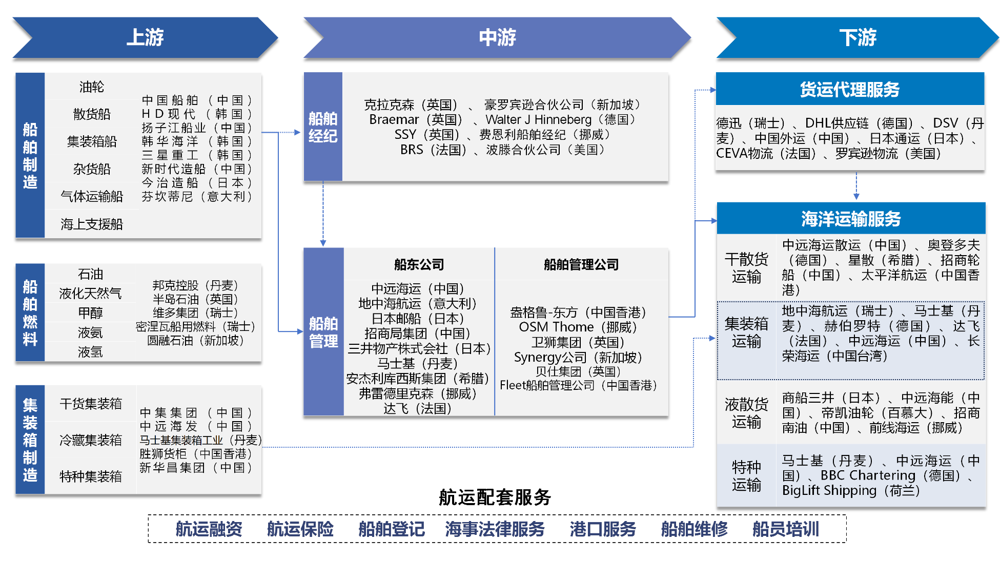 上游
中游
下游
船舶制造
油轮
散货船
集装箱船
杂货船
气体运输船
海上支援船
中国船舶（中国）
HD现代（韩国）
扬子江船业（中国）
韩华海洋（韩国）
三星重工（韩国）
新时代造船（中国）
今治造船（日本）
芬坎蒂尼（意大利）
船舶燃料
石油
液化天然气
甲醇
液氨
液氢
邦克控股（丹麦）
半岛石油（英国）
维多集团（瑞士）
密涅瓦船用燃料（瑞士）
圆融石油（新加坡）
集装箱制造
干货集装箱
冷藏集装箱
特种集装箱
中集集团（中国）
中远海发（中国）
马士基集装箱工业（丹麦）
胜狮货柜（中国香港）
新华昌集团（中国）
船舶
经纪
克拉克森（英国）、 豪罗宾逊合伙公司（新加坡）
Braemar（英国）、Walter J Hinneberg（德国）
SSY（英国）、费恩利船舶经纪（挪威）
BRS（法国）、波滕合伙公司（美国）
船舶
管理
船东公司
中远海运（中国）
地中海航运（意大利）
日本邮船（日本）
招商局集团（中国）
三井物产株式会社（日本）
马士基（丹麦）
安杰利库西斯集团（希腊）
弗雷德里克森（挪威）
达飞（法国）
船舶管理公司
盎格鲁-东方（中国香港）
OSM Thome（挪威）
卫狮集团（英国）
Synergy公司（新加坡）
贝仕集团（英国）
Fleet船舶管理公司（中国香港）
货运代理服务
德迅（瑞士）、DHL供应链（德国）、DSV（丹
麦）、中国外运（中国）、日本通运（日本）、
CEVA物流（法国）、罗宾逊物流（美国）
海洋运输服务
干散货
运输
中远海运散运（中国）、奥登多夫
（德国）、星散（希腊）、招商轮
船（中国）、太平洋航运（中国香
港）
集装箱
运输
地中海航运（瑞士）、马士基（丹
麦）、赫伯罗特（德国）、达飞
（法国）、中远海运（中国）、长
荣海运（中国台湾）
液散货
运输
商船三井（日本）、中远海能（中
国）、帝凯油轮（百慕大）、招商
南油（中国）、前线海运（挪威）
特种
运输
马士基（丹麦）、中远海运（中
国）、BBC Chartering（德国）、
BigLift Shipping（荷兰）
航运配套服务
航运融资 航运保险 船舶登记 海事法律服务 港口服务 船舶维修 船员培训